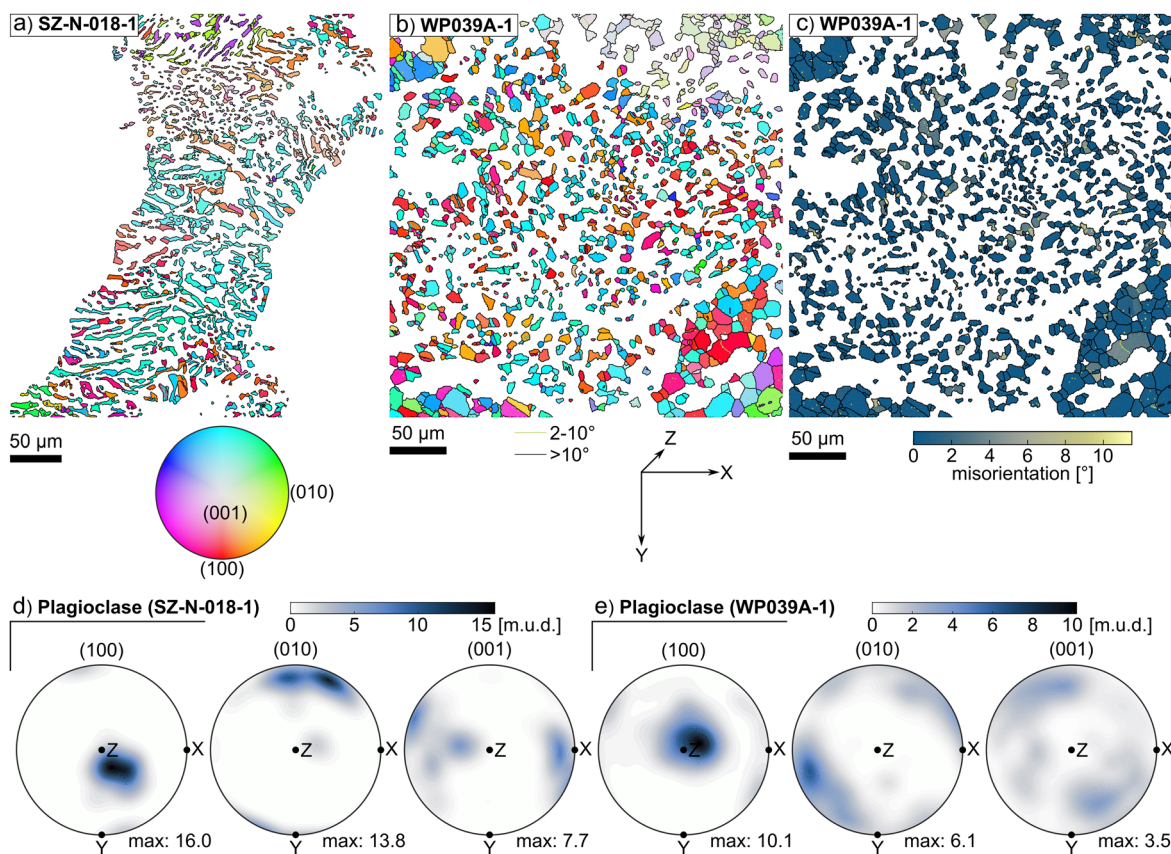 a) SZ-N-018-1
b) WP039A-1
c) WP039A-1
50 µm
50 µm
2-10°
>10°
50 µm
0 2 4 6 8 10
misorientation [°]
Z
X
Y
(010)
(001)
(100)
d) Plagioclase (SZ-N-018-1)
0 5 10 15 [m.u.d.]
(100) (010) (001)
Z X Z X Z X
Y max: 16.0 Y max: 13.8 Y max: 7.7
e) Plagioclase (WP039A-1)
0 2 4 6 8 10 [m.u.d.]
(100) (010) (001)
Z X Z X Z X
Y max: 10.1 Y max: 6.1 Y max: 3.5